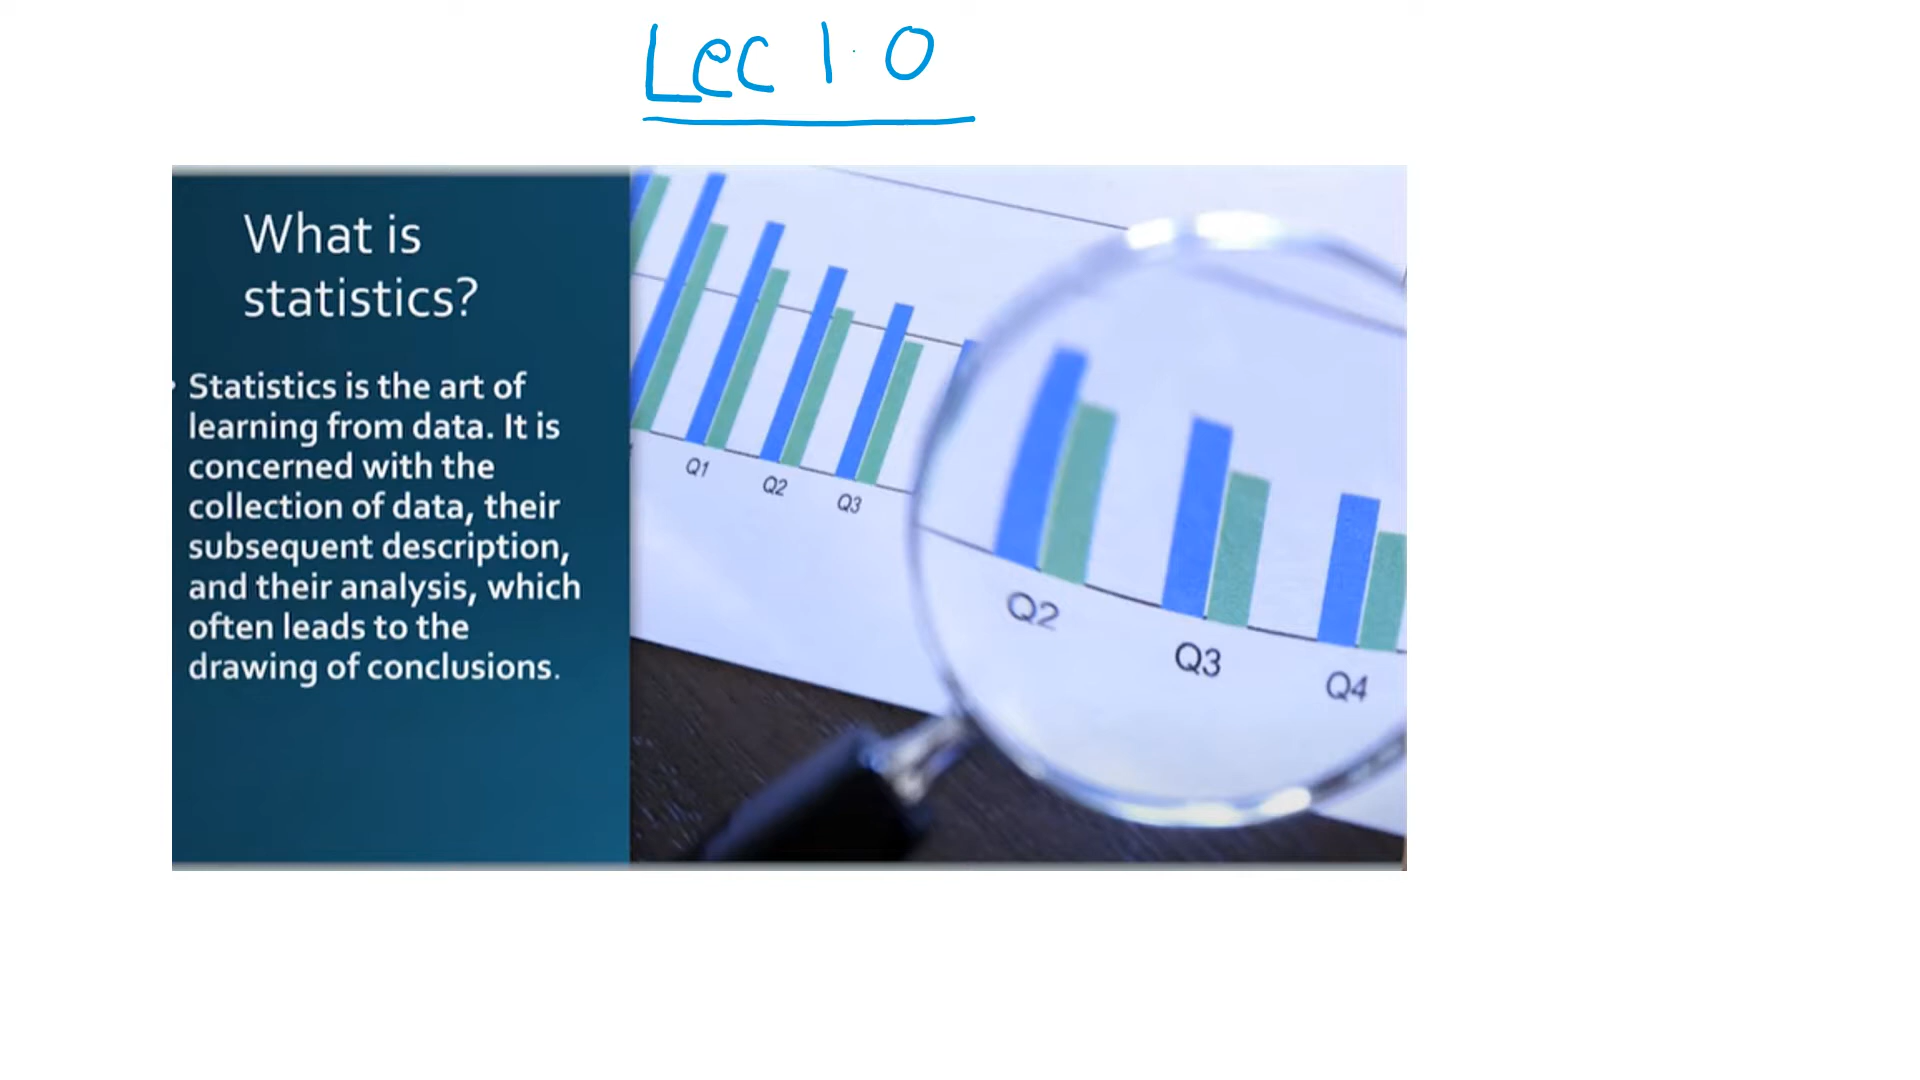 Lec 1.0
What is
statistics?
• Statistics is the art of
learning from data. It is
concerned with the
collection of data, their
subsequent description,
and their analysis, which
often leads to the
drawing of conclusions.
Q1
Q2
Q3
Q2
Q3
Q4